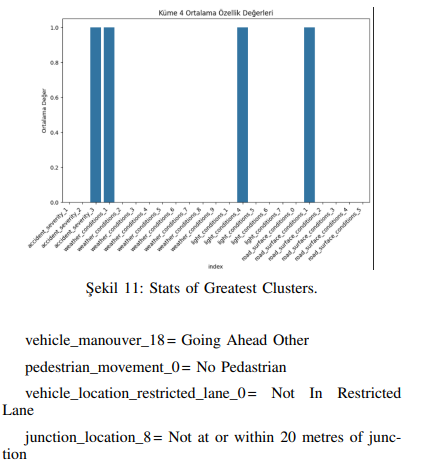 Küme 4 Ortalama Özellik Değerleri
Ortalama Değer
1.0
0.8
0.6
0.4
0.2
0.0
accident_severity_1
accident_severity_2
accident_severity_3
weather_conditions_1
weather_conditions_2
weather_conditions_3
weather_conditions_4
weather_conditions_5
weather_conditions_6
weather_conditions_7
weather_conditions_8
weather_conditions_9
light_conditions_1
light_conditions_4
light_conditions_5
light_conditions_6
light_conditions_7
road_surface_conditions_0
road_surface_conditions_1
road_surface_conditions_2
road_surface_conditions_3
road_surface_conditions_4
road_surface_conditions_5
index
Şekil 11: Stats of Greatest Clusters.
vehicle_manouver_18= Going Ahead Other
pedestrian_movement_0= No Pedastrian
vehicle_location_restricted_lane_0= Not In Restricted
Lane
junction_location_8= Not at or within 20 metres of junc-
tion